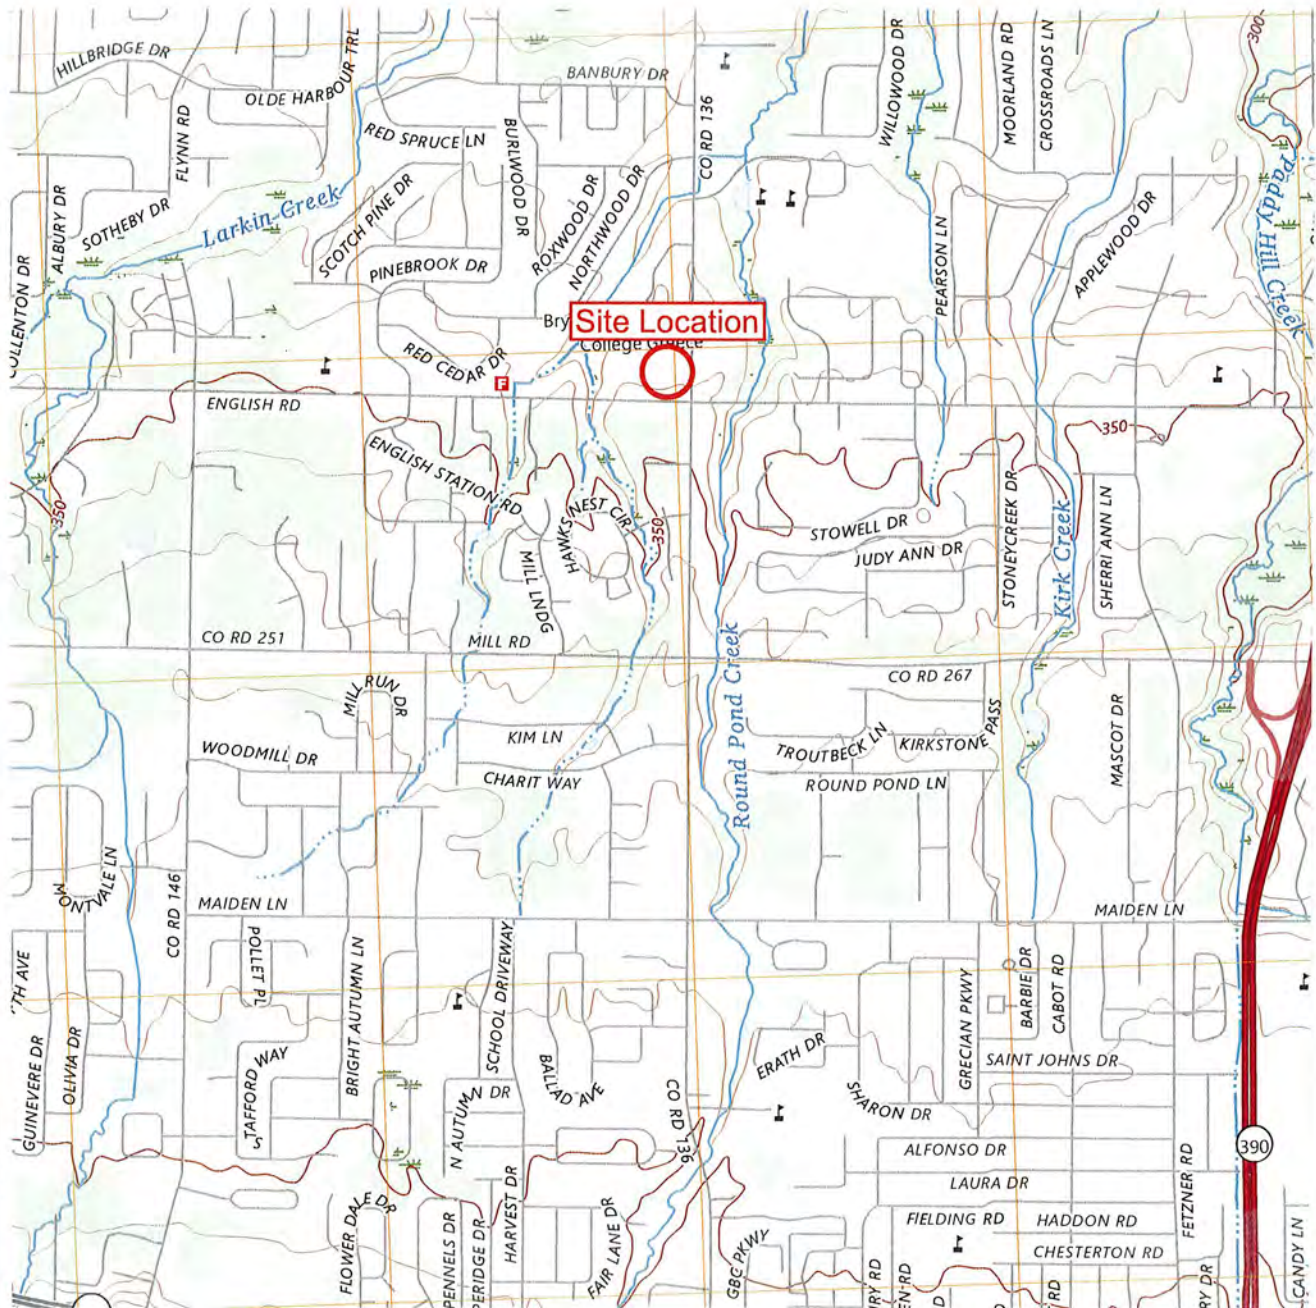 HILLBRIDGE DR
OLDE HARBOUR TRL
BANBURY DR
WILLOWOOD DR
MOORLAND RD
CROSSROADS LN
300
FLYNN RD
RED SPRUCE LN
BURLWOOD DR
CO RD 136
Paddy Hill Creek
ALBURY DR
SOTHEBY DR
Larkin Creek
SCOTCH PINE DR
ROXWOOD DR
NORTHWOOD DR
PINEBROOK DR
PEARSON LN
APPLEWOOD DR
Site Location
Bry
College Greece
RED CEDAR DR
F
ENGLISH RD
350
ENGLISH STATION RD
350
HAWKS NEST CIR
350
STOWELL DR
JUDY ANN DR
STONEYCREEK DR
Kirk Creek
SHERRI ANN LN
MILL LNDG
CO RD 251
MILL RD
Round Pond Creek
CO RD 267
MILL RUN DR
WOODMILL DR
KIM LN
CHARIT WAY
TROUTBECK LN
KIRKSTONE PASS
ROUND POND LN
MASCOT DR
MONTVALE LN
CO RD 146
MAIDEN LN
MAIDEN LN
POLLET PL
BRIGHT AUTUMN LN
SCHOOL DRIVEWAY
GRECIAN PKWY
BARBIE DR
CABOT RD
GUINEVERE DR
OLIVIA DR
TAFFORD WAY
N AUTUMN DR
BALLAD AVE
ERATH DR
SAINT JOHNS DR
SHARON DR
CO RD 136
ALFONSO DR
390
LAURA DR
FETZNER RD
FLOWER DALE DR
HARVEST DR
FAIR LANE DR
GBC PKWY
FIELDING RD
HADDON RD
CHESTERTON RD
CANDY LN